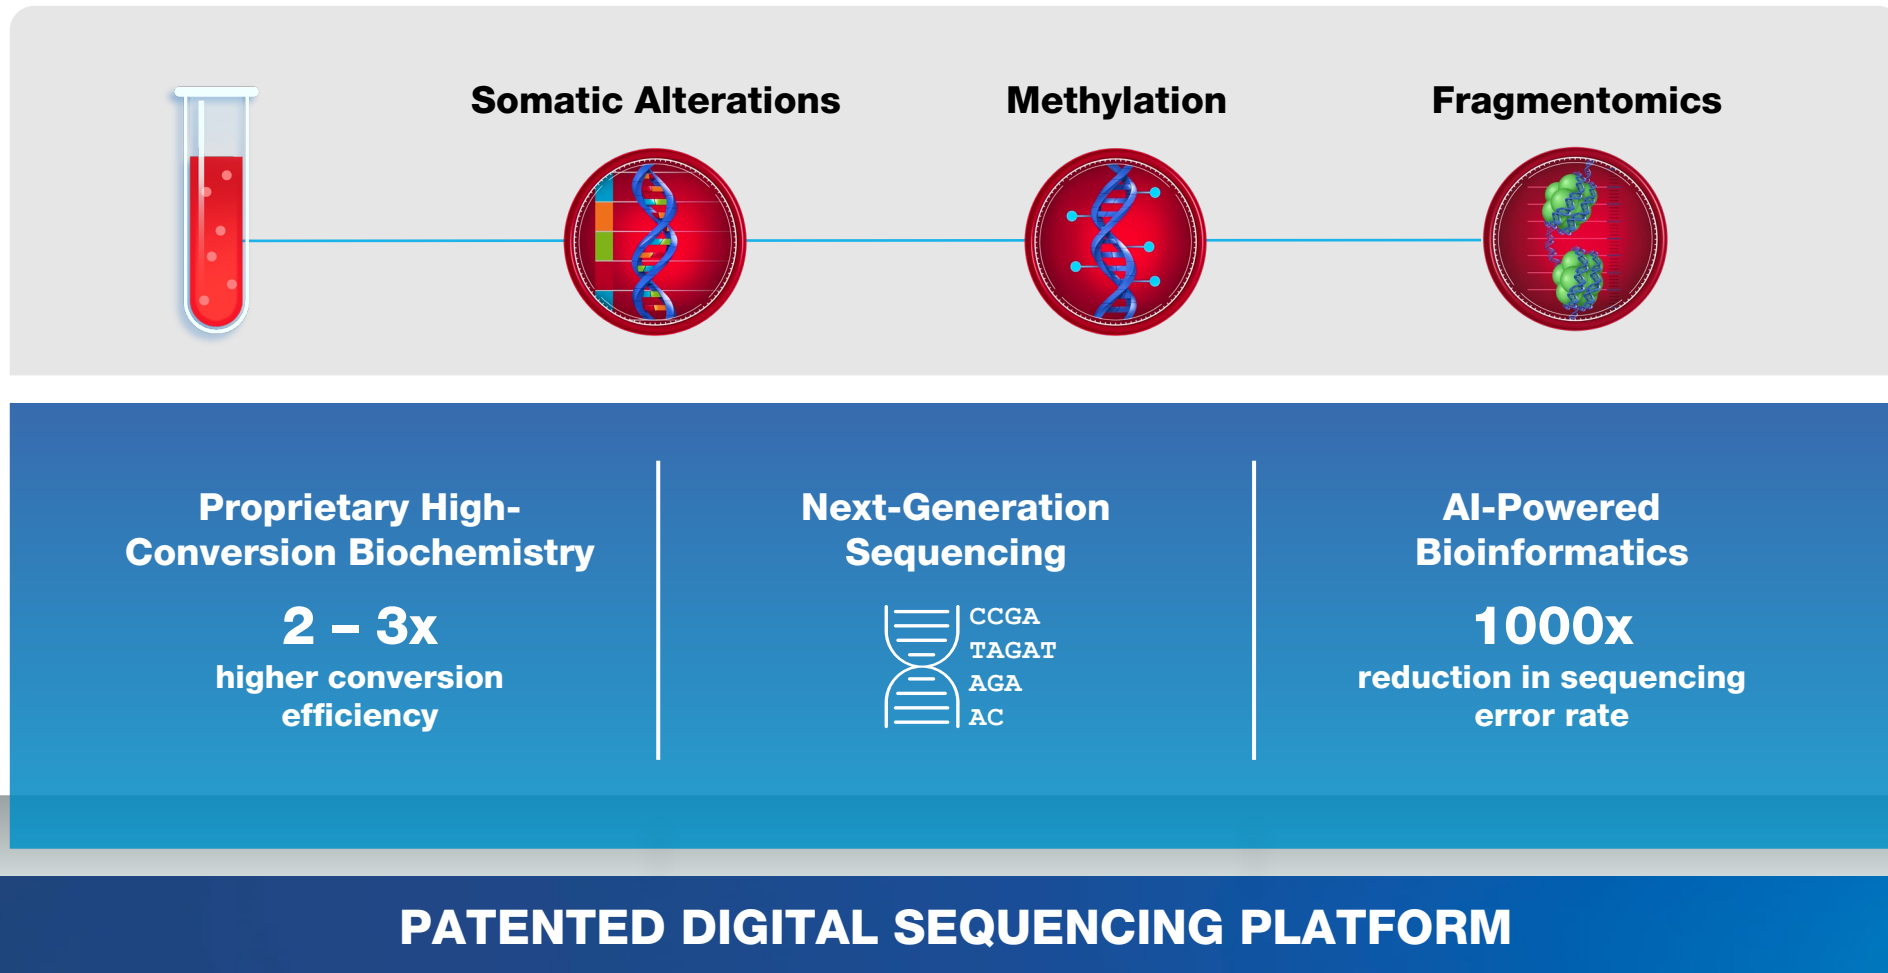 Somatic Alterations
Methylation
Fragmentomics
Proprietary High-
Conversion Biochemistry
2 – 3x
higher conversion
efficiency
Next-Generation
Sequencing
CCGA
TAGAT
AGA
AC
AI-Powered
Bioinformatics
1000x
reduction in sequencing
error rate
PATENTED DIGITAL SEQUENCING PLATFORM